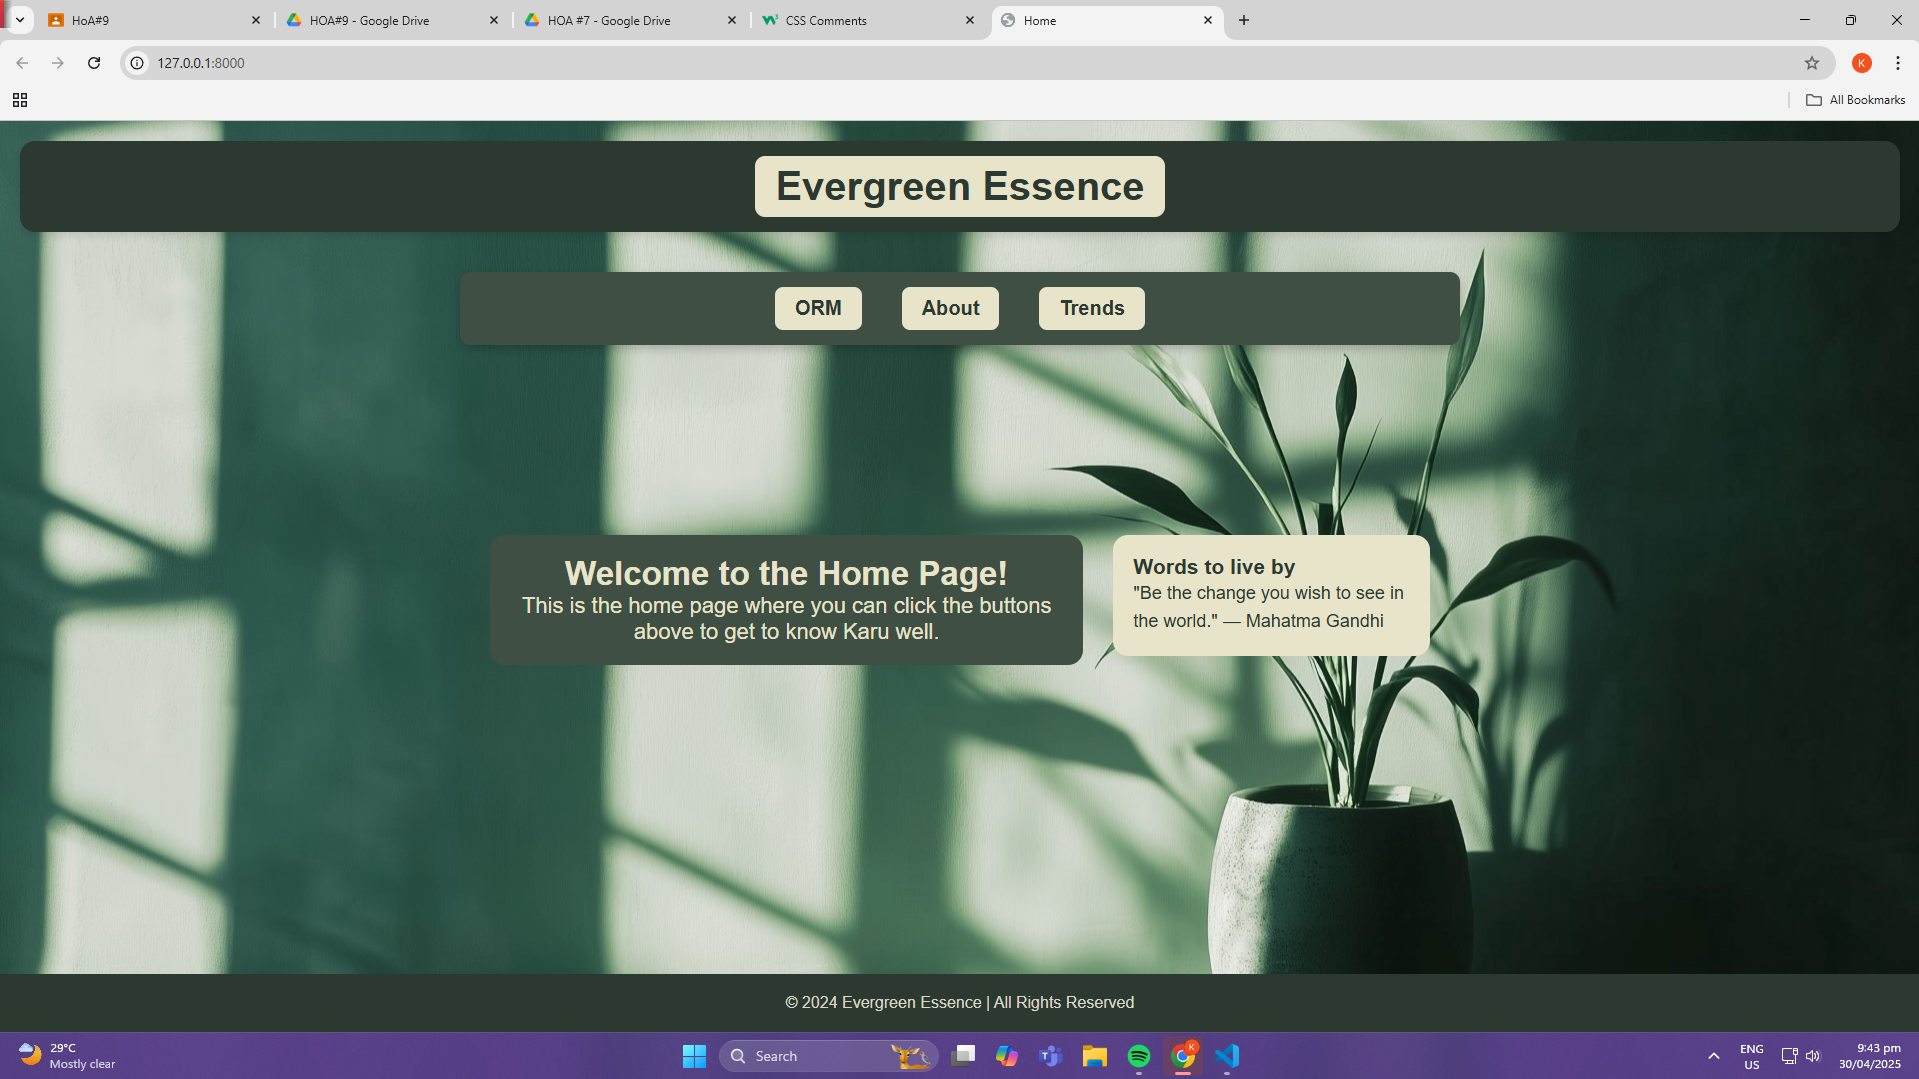 HoA#9
HOA#9 - Google Drive
HOA #7 - Google Drive
CSS Comments
Home
127.0.0.1:8000
K
All Bookmarks
Evergreen Essence
ORM
About
Trends
Welcome to the Home Page!
This is the home page where you can click the buttons
above to get to know Karu well.
Words to live by
"Be the change you wish to see in
the world." — Mahatma Gandhi
© 2024 Evergreen Essence | All Rights Reserved
29°C
Mostly clear
Search
K
ENG
US
9:43 pm
30/04/2025